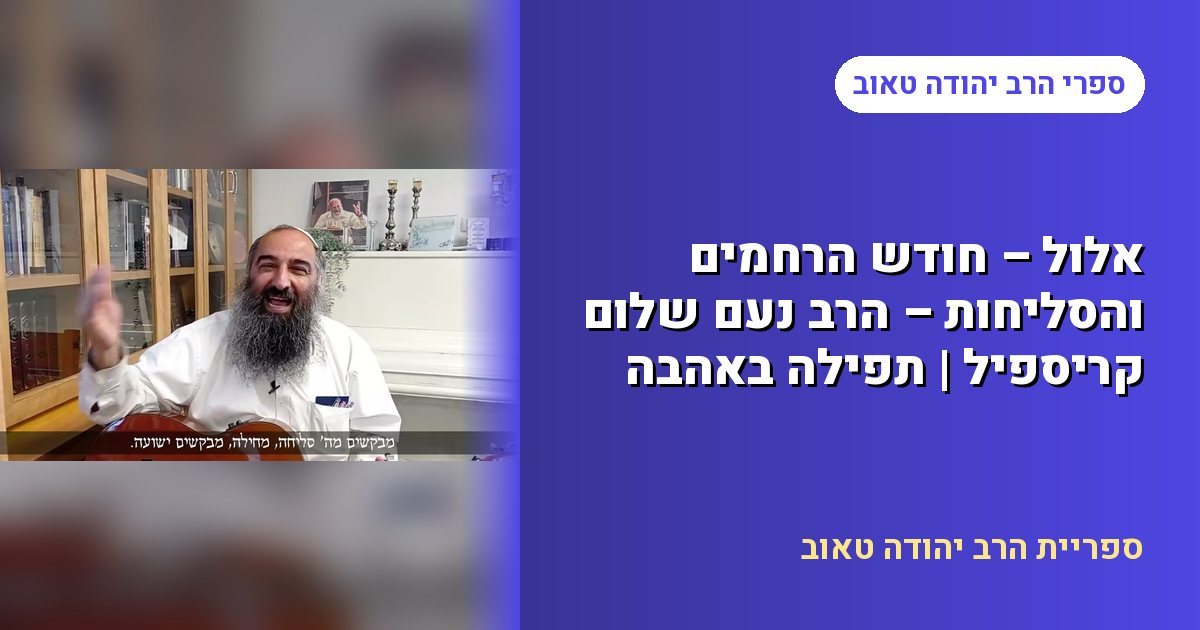 ספרי הרב יהודה טאוב
אלול – חודש הרחמים
והסליחות – הרב נעם שלום
קריספיל | תפילה באהבה
מבקשים מה' סליחה, מחילה, מבקשים ישועה.
ספריית הרב יהודה טאוב